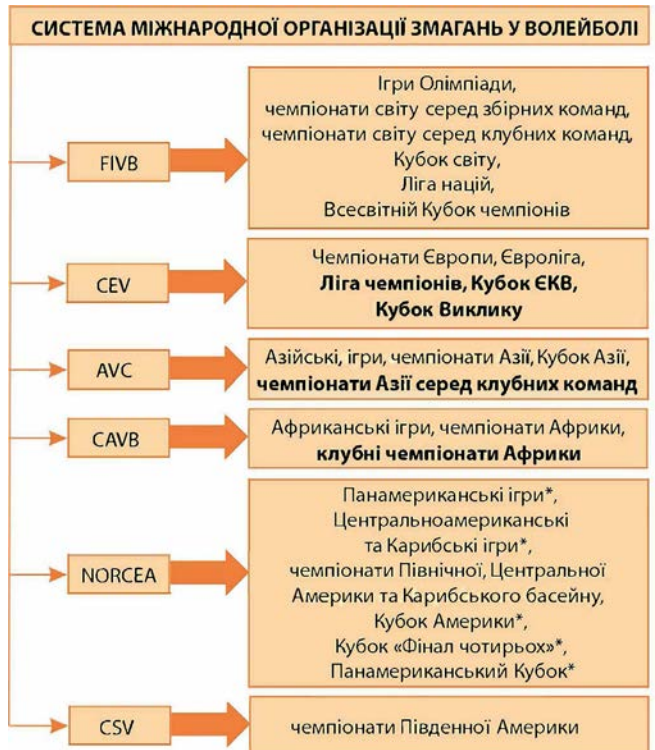 СИСТЕМА МІЖНАРОДНОЇ ОРГАНІЗАЦІЇ ЗМАГАНЬ У ВОЛЕЙБОЛІ
FIVB
Ігри Олімпіади,
чемпіонати світу серед збірних команд,
чемпіонати світу серед клубних команд,
Кубок світу,
Ліга націй,
Всесвітній Кубок чемпіонів
CEV
Чемпіонати Європи, Євроліга,
Ліга чемпіонів, Кубок ЄКВ,
Кубок Виклику
AVC
Азійські, ігри, чемпіонати Азії, Кубок Азії,
чемпіонати Азії серед клубних команд
CAVB
Африканські ігри, чемпіонати Африки,
клубні чемпіонати Африки
NORCEA
Панамериканські ігри*,
Центральноамериканські
та Карибські ігри*,
чемпіонати Північної, Центральної
Америки та Карибського басейну,
Кубок Америки*,
Кубок «Фінал чотирьох»*,
Панамериканський Кубок*
CSV
чемпіонати Південної Америки